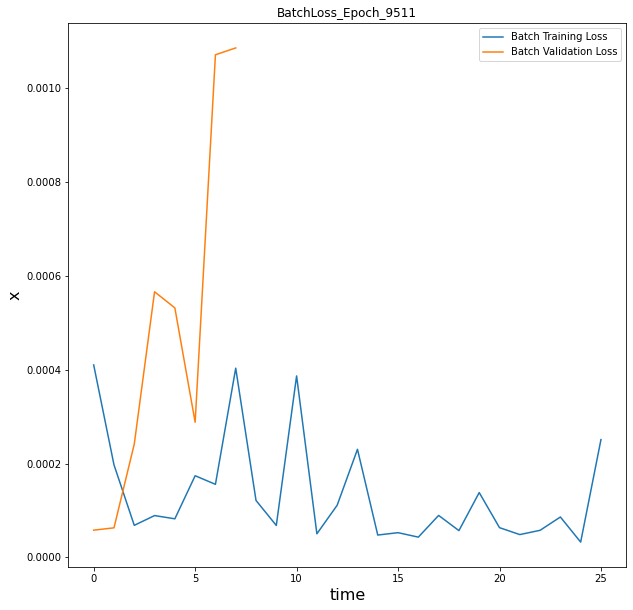 BatchLoss_Epoch_9511
Batch Training Loss
Batch Validation Loss
0.0010
0.0008
0.0006
x
0.0004
0.0002
0.0000
0 5 10 15 20 25
time